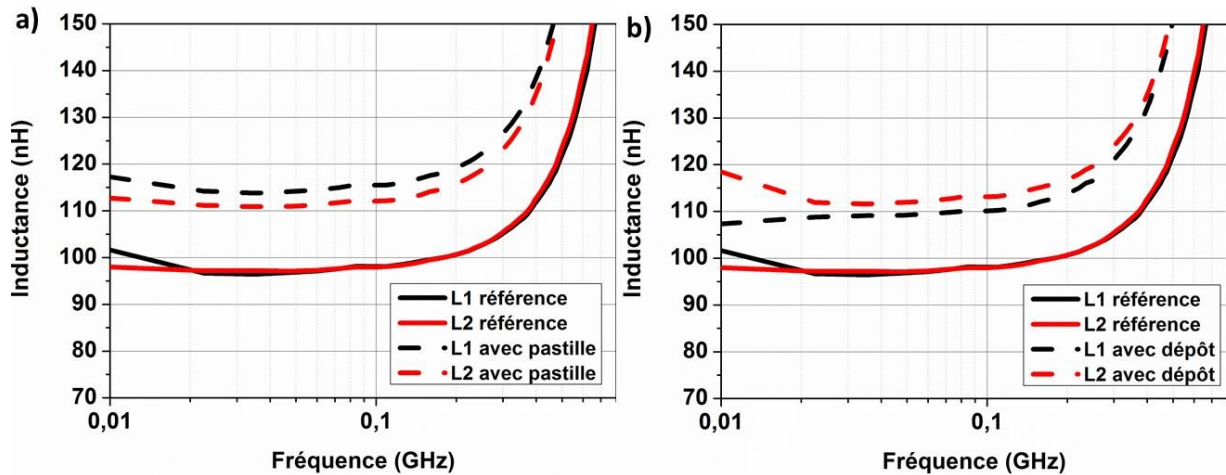 a)
Inductance (nH)
150
140
130
120
110
100
90
80
70
L1 référence
L2 référence
L1 avec pastille
L2 avec pastille
0,01
0,1
Fréquence (GHz)
b)
Inductance (nH)
150
140
130
120
110
100
90
80
70
L1 référence
L2 référence
L1 avec dépôt
L2 avec dépôt
0,01
0,1
Fréquence (GHz)